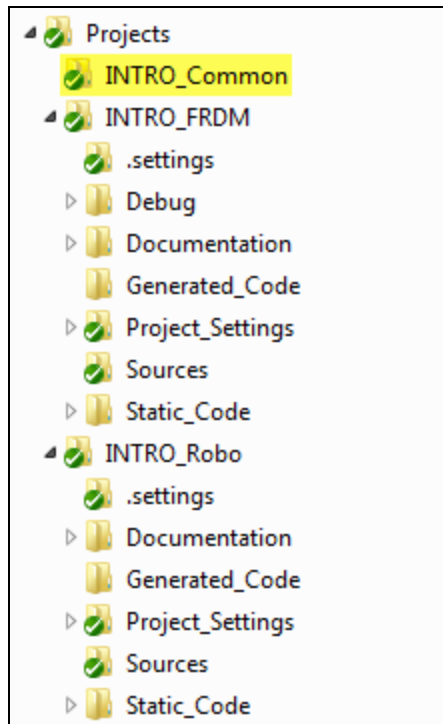 Projects
INTRO_Common
INTRO_FRDM
.settings
Debug
Documentation
Generated_Code
Project_Settings
Sources
Static_Code
INTRO_Robo
.settings
Documentation
Generated_Code
Project_Settings
Sources
Static_Code